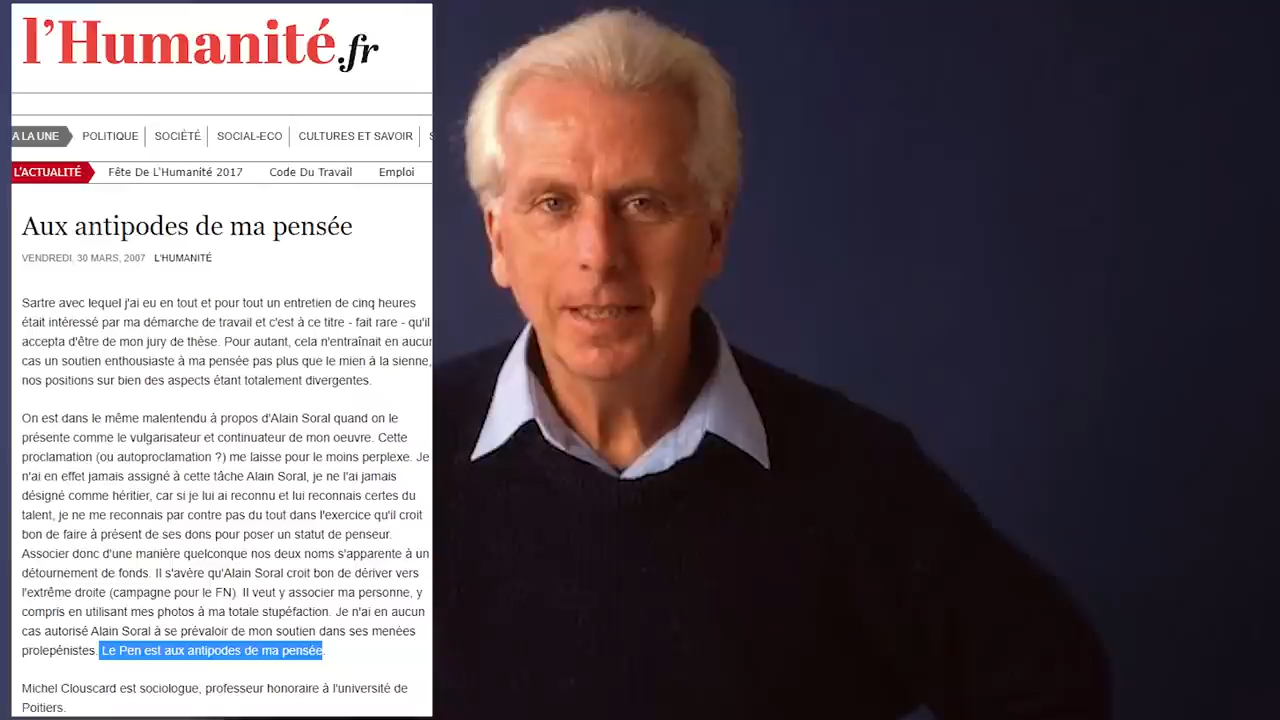 l'Humanité.fr
A LA UNE POLITIQUE SOCIÉTÉ SOCIAL-ECO CULTURES ET SAVOIR
L'ACTUALITÉ Fête De L'Humanité 2017 Code Du Travail Emploi
Aux antipodes de ma pensée
VENDREDI, 30 MARS, 2007 L'HUMANITÉ
Sartre avec lequel j'ai eu en tout et pour tout un entretien de cinq heures
était intéressé par ma démarche de travail et c'est à ce titre - fait rare - qu'il
accepta d'être de mon jury de thèse. Pour autant, cela n'entraînait en aucun
cas un soutien enthousiaste à ma pensée pas plus que le mien à la sienne,
nos positions sur bien des aspects étant totalement divergentes.
On est dans le même malentendu à propos d'Alain Soral quand on le
présente comme le vulgarisateur et continuateur de mon oeuvre. Cette
proclamation (ou autoproclamation ?) me laisse pour le moins perplexe. Je
n'ai en effet jamais assigné à cette tâche Alain Soral, je ne l'ai jamais
désigné comme héritier, car si je lui ai reconnu et lui reconnais certes du
talent, je ne me reconnais par contre pas du tout dans l'exercice qu'il croit
bon de faire à présent de ses dons pour poser un statut de penseur.
Associer donc d'une manière quelconque nos deux noms s'apparente à un
détournement de fonds. Il s'avère qu'Alain Soral croit bon de dériver vers
l'extrême droite (campagne pour le FN) Il veut y associer ma personne, y
compris en utilisant mes photos à ma totale stupéfaction. Je n'ai en aucun
cas autorisé Alain Soral à se prévaloir de mon soutien dans ses menées
prolepénistes. Le Pen est aux antipodes de ma pensée.
Michel Clouscard est sociologue, professeur honoraire à l'université de
Poitiers.